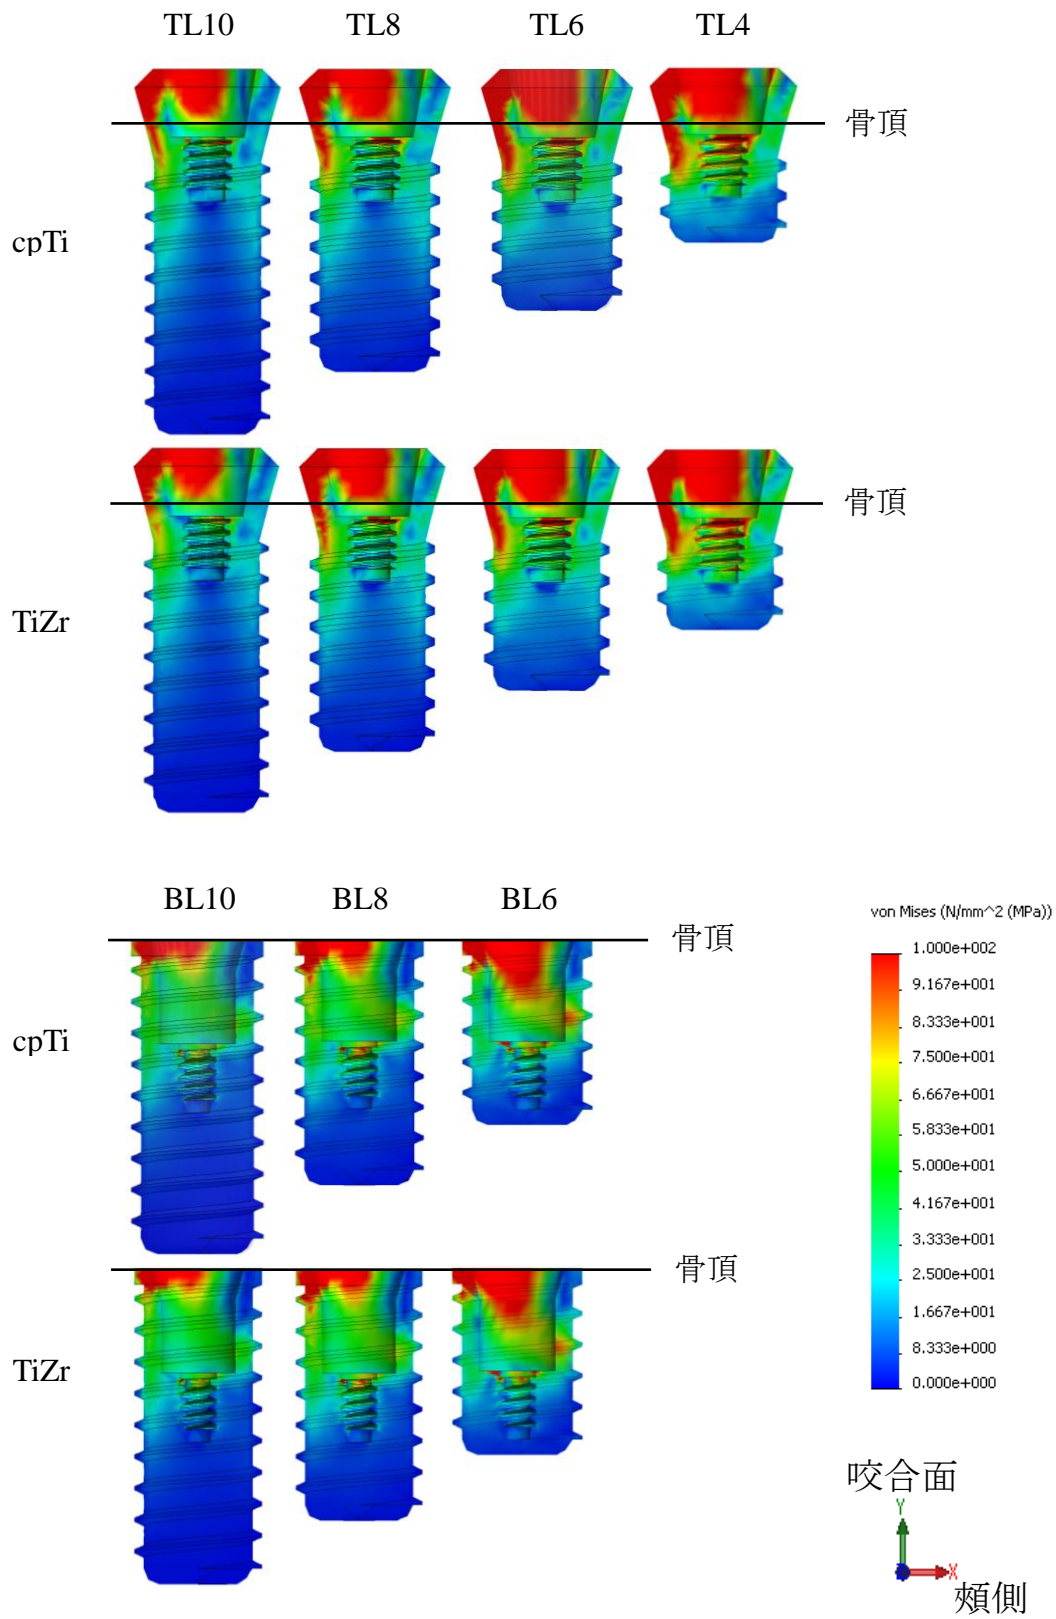 TL10 TL8 TL6 TL4
骨頂
cpTi
骨頂
TiZr
BL10 BL8 BL6
von Mises (N/mm^2 (MPa))
骨頂
1.000e+002
9.167e+001
8.333e+001
cpTi
7.500e+001
6.667e+001
5.833e+001
5.000e+001
4.167e+001
3.333e+001
骨頂
2.500e+001
1.667e+001
8.333e+000
TiZr
0.000e+000
咬合面
Y
X
頰側